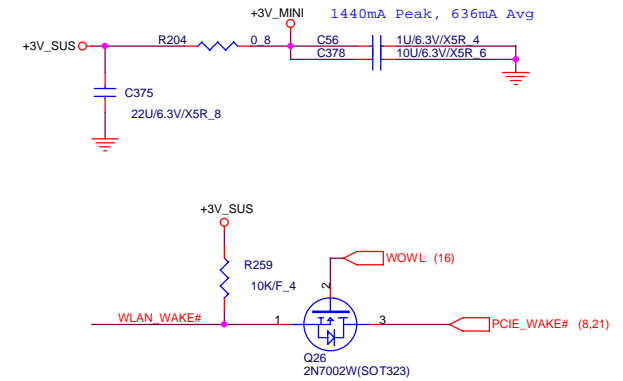 +3V_MINI 1440mA Peak, 636mA Avg
+3V_SUS R204 0_8 C56 1U/6.3V/X5R_4
C378 10U/6.3V/X5R_6
C375
22U/6.3V/X5R_8
+3V_SUS
R259
10K/F_4
WOWL (16)
2
WLAN_WAKE# 1 3 PCIE_WAKE# (8,21)
Q26
2N7002W(SOT323)